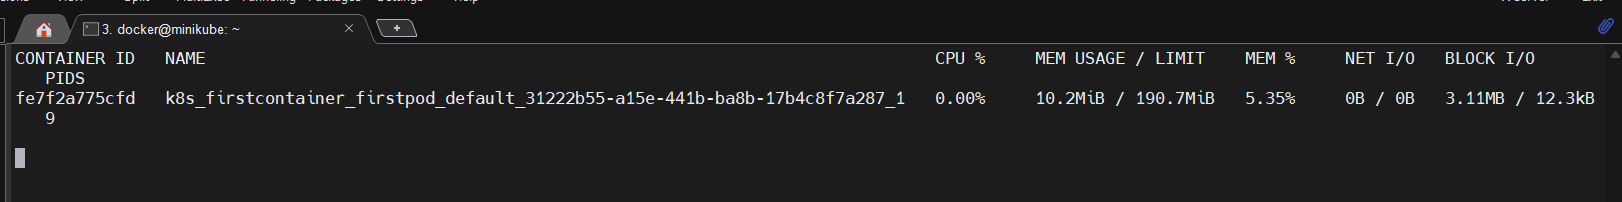 3. docker@minikube: ~
CONTAINER ID   NAME   CPU %   MEM USAGE / LIMIT   MEM %   NET I/O   BLOCK I/O
PIDS
fe7f2a775cfd   k8s_firstcontainer_firstpod_default_31222b55-a15e-441b-ba8b-17b4c8f7a287_1   0.00%   10.2MiB / 190.7MiB   5.35%   0B / 0B   3.11MB / 12.3kB
9